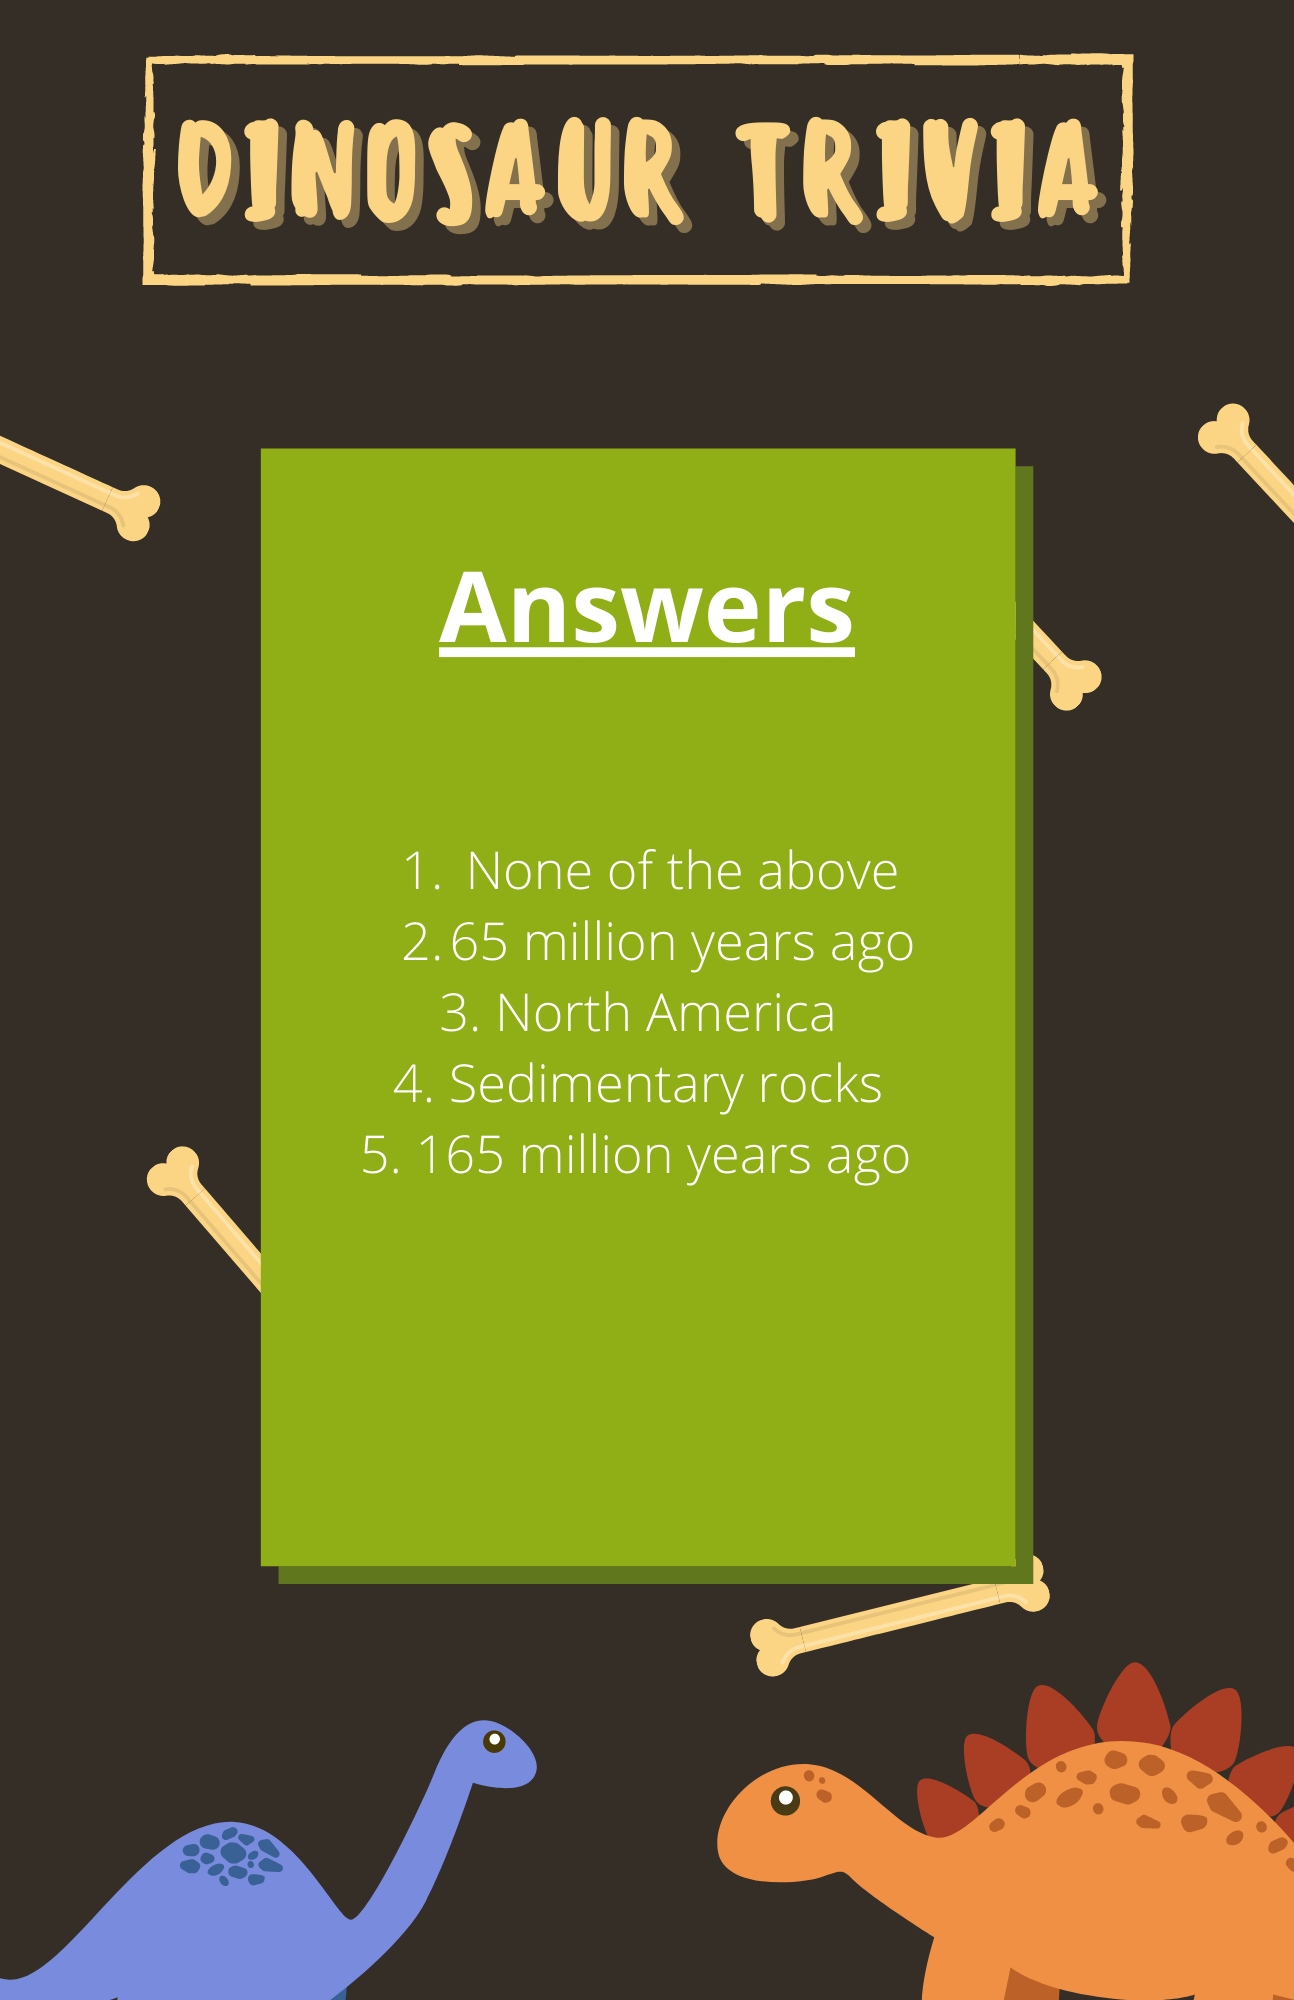 DINOSAUR TRIVIA
Answers
1. None of the above
2. 65 million years ago
3. North America
4. Sedimentary rocks
5. 165 million years ago